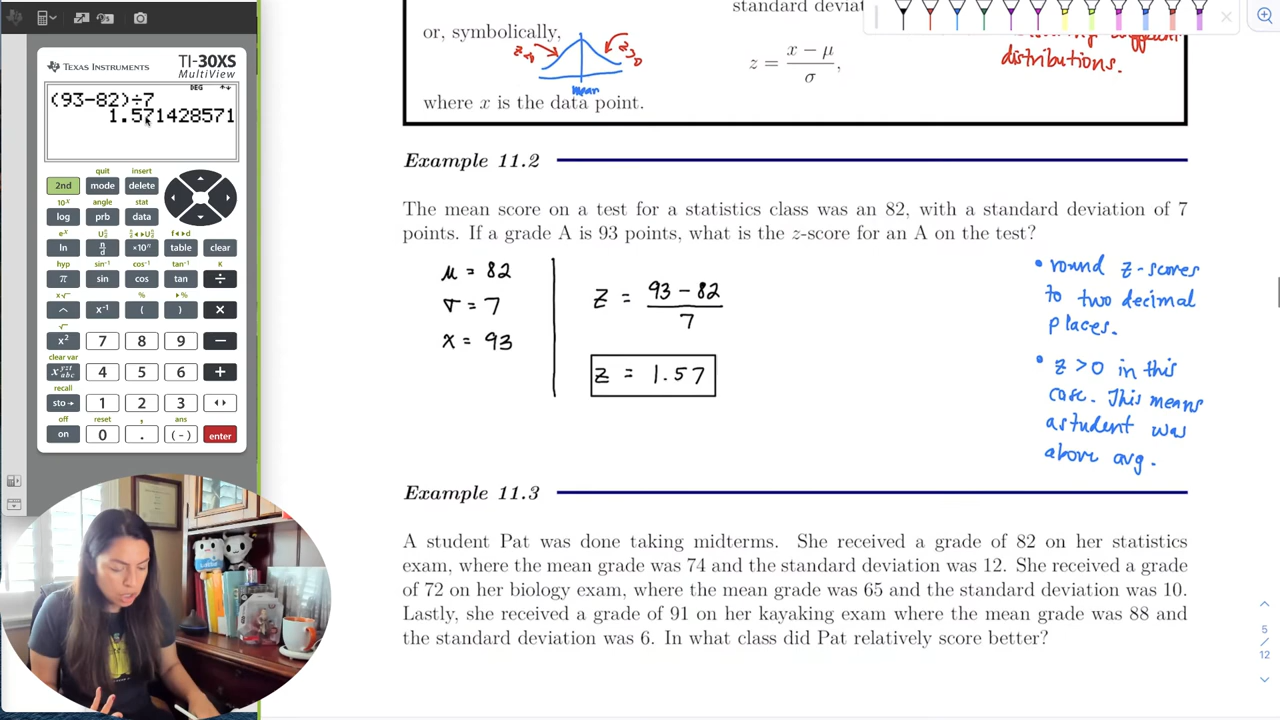 TEXAS INSTRUMENTS
TI-30XS
MultiView
DEG
(93-82)÷7
1.571428571
quit insert
2nd mode delete
10ˣ angle stat
log prb data
eˣ
ln n/d ×10ⁿ table clear
hyp sin⁻¹ cos⁻¹ tan⁻¹ K
π sin cos tan ÷
ˣ√ % ▶%
^ x⁻¹ ( ) ×
√
x² 7 8 9 −
clear var
xyzt abc 4 5 6 +
recall
sto→ 1 2 3 ◂▸
off reset , ans
on 0 . (−) enter
standard deviation
or, symbolically,
mean
z = (x − μ)/σ,
distributions.
where x is the data point.
Example 11.2
The mean score on a test for a statistics class was an 82, with a standard deviation of 7
points. If a grade A is 93 points, what is the z-score for an A on the test?
μ = 82
σ = 7
x = 93
z = (93 − 82)/7
z = 1.57
• round z-scores
to two decimal
places.
• z > 0 in this
case. This means
a student was
above avg.
Example 11.3
A student Pat was done taking midterms. She received a grade of 82 on her statistics
exam, where the mean grade was 74 and the standard deviation was 12. She received a grade
of 72 on her biology exam, where the mean grade was 65 and the standard deviation was 10.
Lastly, she received a grade of 91 on her kayaking exam where the mean grade was 88 and
the standard deviation was 6. In what class did Pat relatively score better?
5
/
12